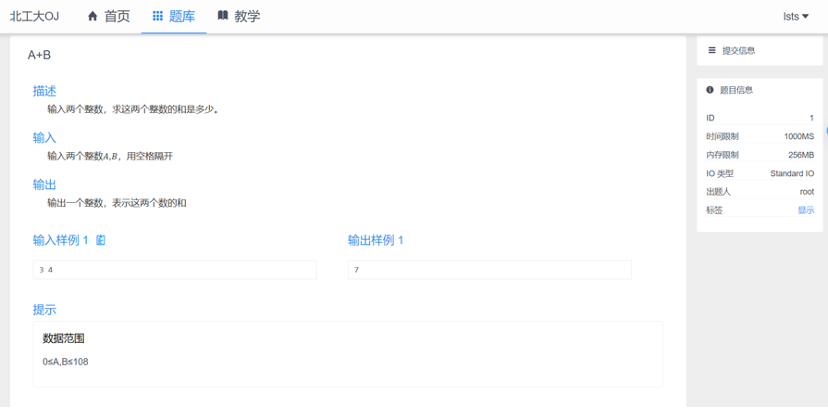 北工大OJ 首页 题库 教学 lsts
A+B
描述
输入两个整数，求这两个整数的和是多少。
输入
输入两个整数A,B，用空格隔开
输出
输出一个整数，表示这两个数的和
输入样例 1 输出样例 1
3 4 7
提示
数据范围
0≤A,B≤108
提交信息
题目信息
ID 1
时间限制 1000MS
内存限制 256MB
IO 类型 Standard IO
出题人 root
标签 显示